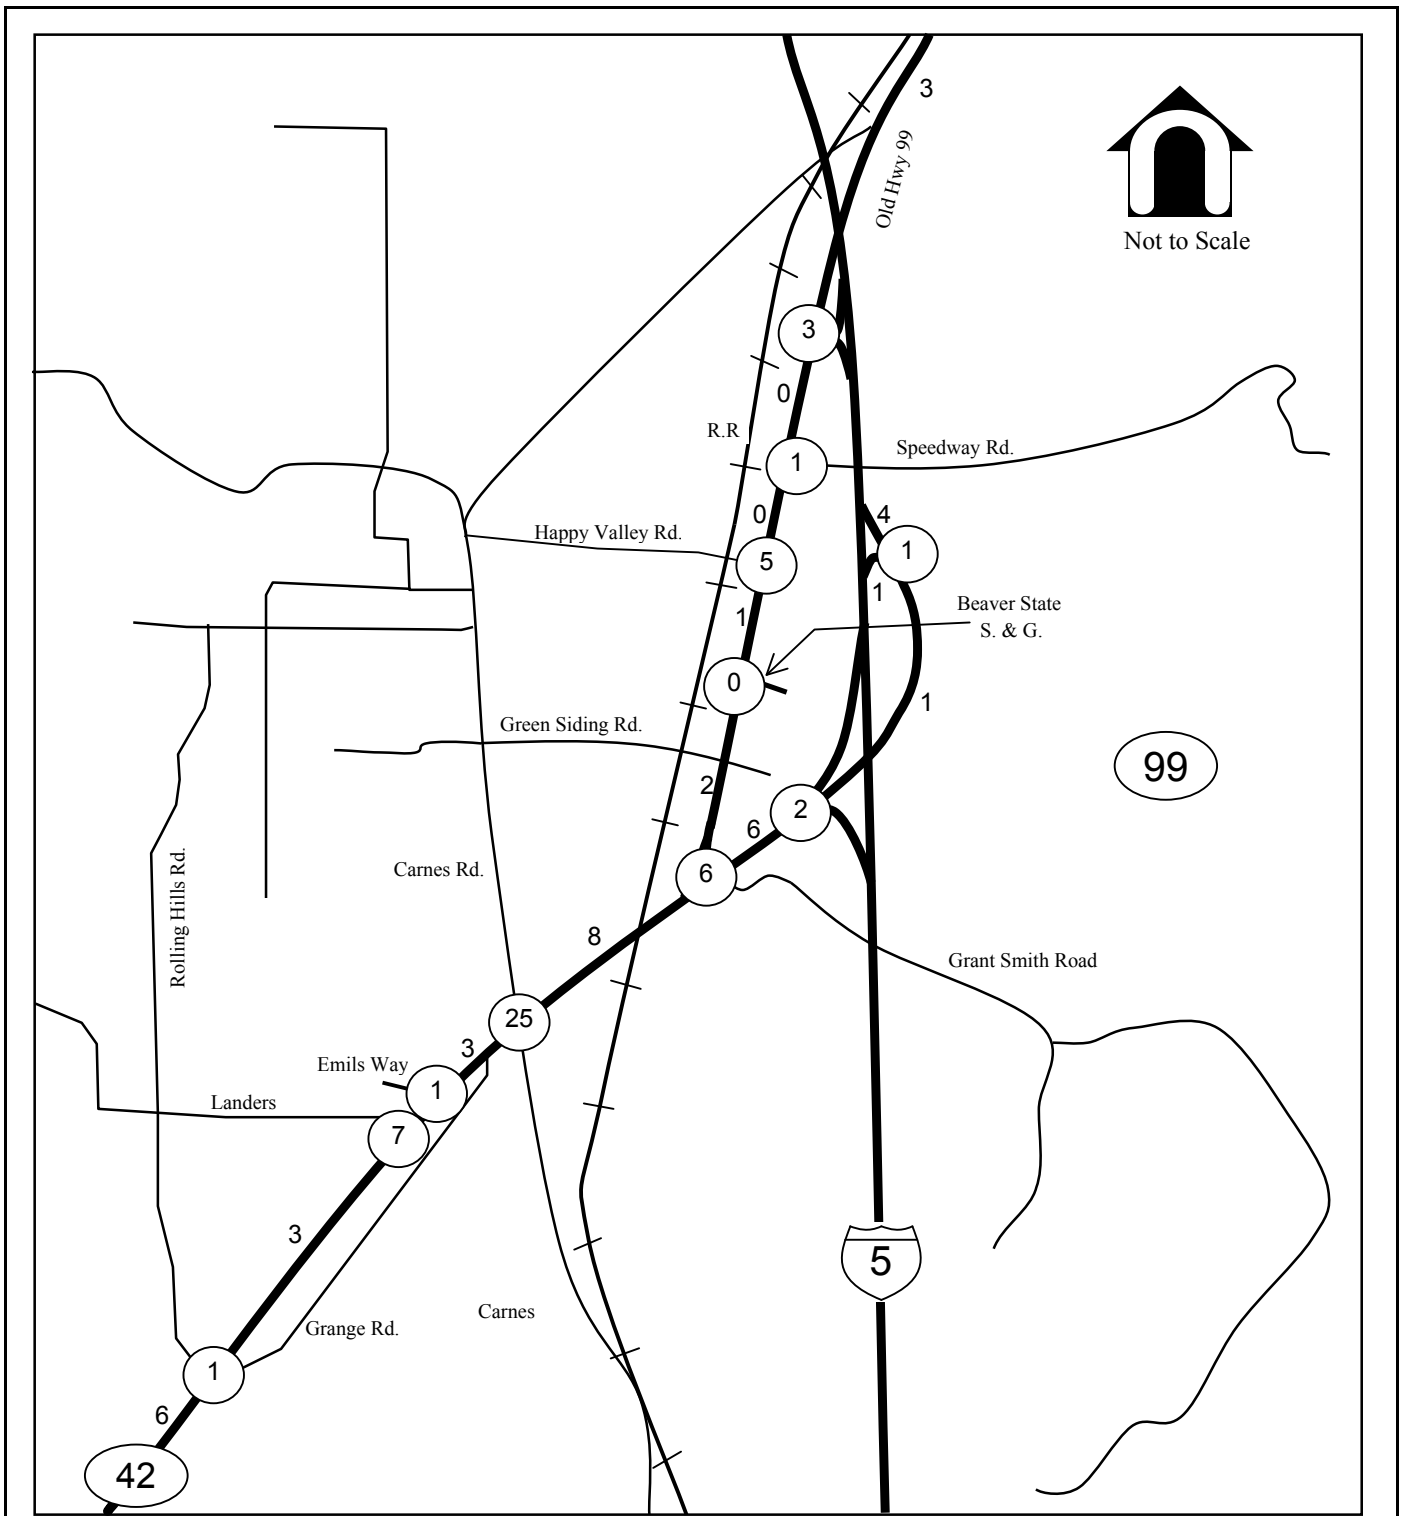 3
Old Hwy 99
Not to Scale
3
0
R.R
1
Speedway Rd.
0
4
Happy Valley Rd.
5
1
1
1
Beaver State
S. & G.
0
1
Green Siding Rd.
99
2
2
6
6
Rolling Hills Rd.
Carnes Rd.
8
Grant Smith Road
25
3
Emils Way
1
Landers
7
3
5
Carnes
Grange Rd.
1
6
42